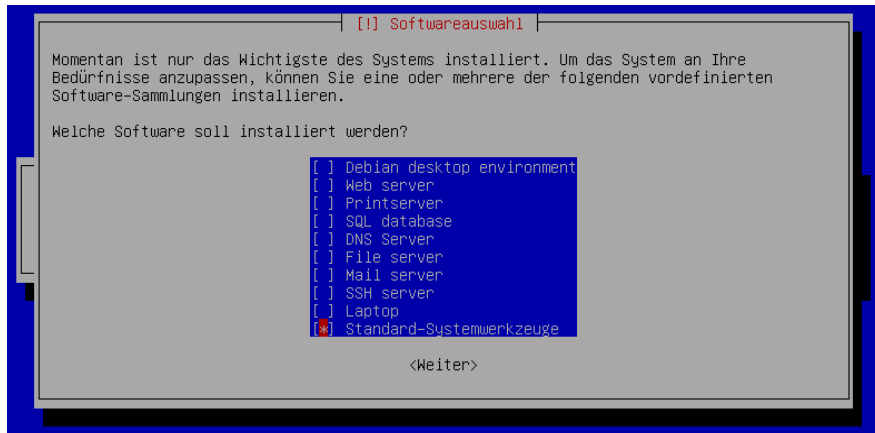 [!] Softwareauswahl
Momentan ist nur das Wichtigste des Systems installiert. Um das System an Ihre
Bedürfnisse anzupassen, können Sie eine oder mehrere der folgenden vordefinierten
Software-Sammlungen installieren.
Welche Software soll installiert werden?
[ ] Debian desktop environment
[ ] Web server
[ ] Printserver
[ ] SQL database
[ ] DNS Server
[ ] File server
[ ] Mail server
[ ] SSH server
[ ] Laptop
[*] Standard-Systemwerkzeuge
<Weiter>